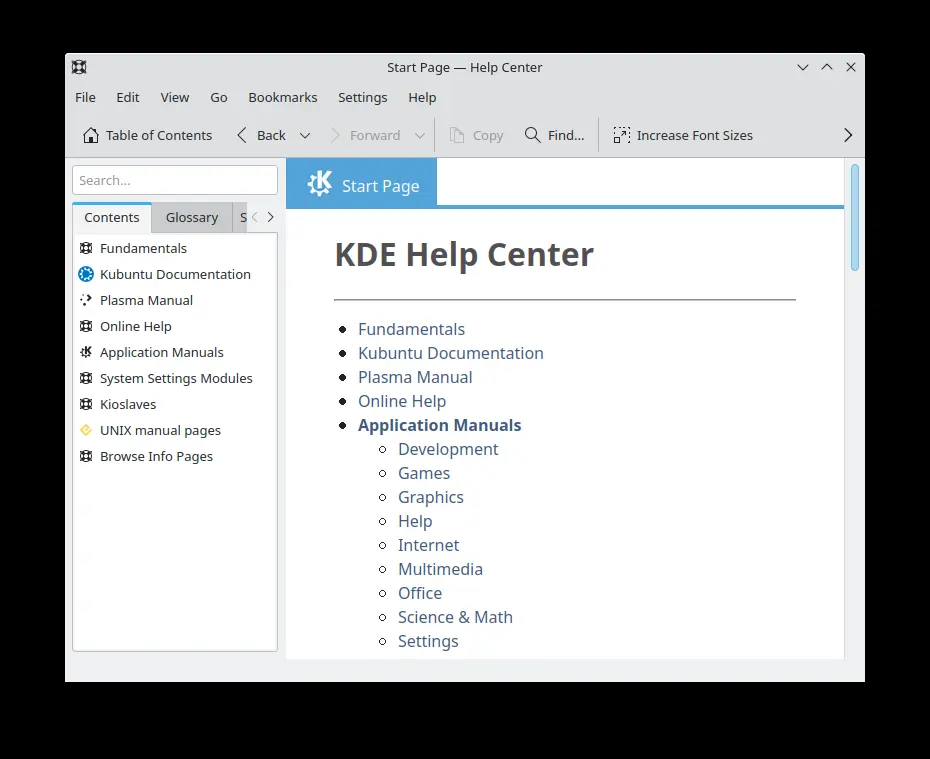 Start Page — Help Center
File Edit View Go Bookmarks Settings Help
Table of Contents Back Forward Copy Find... Increase Font Sizes
Search...
Contents Glossary S
Fundamentals
Kubuntu Documentation
Plasma Manual
Online Help
Application Manuals
System Settings Modules
Kioslaves
UNIX manual pages
Browse Info Pages
Start Page
KDE Help Center
Fundamentals
Kubuntu Documentation
Plasma Manual
Online Help
Application Manuals
Development
Games
Graphics
Help
Internet
Multimedia
Office
Science & Math
Settings